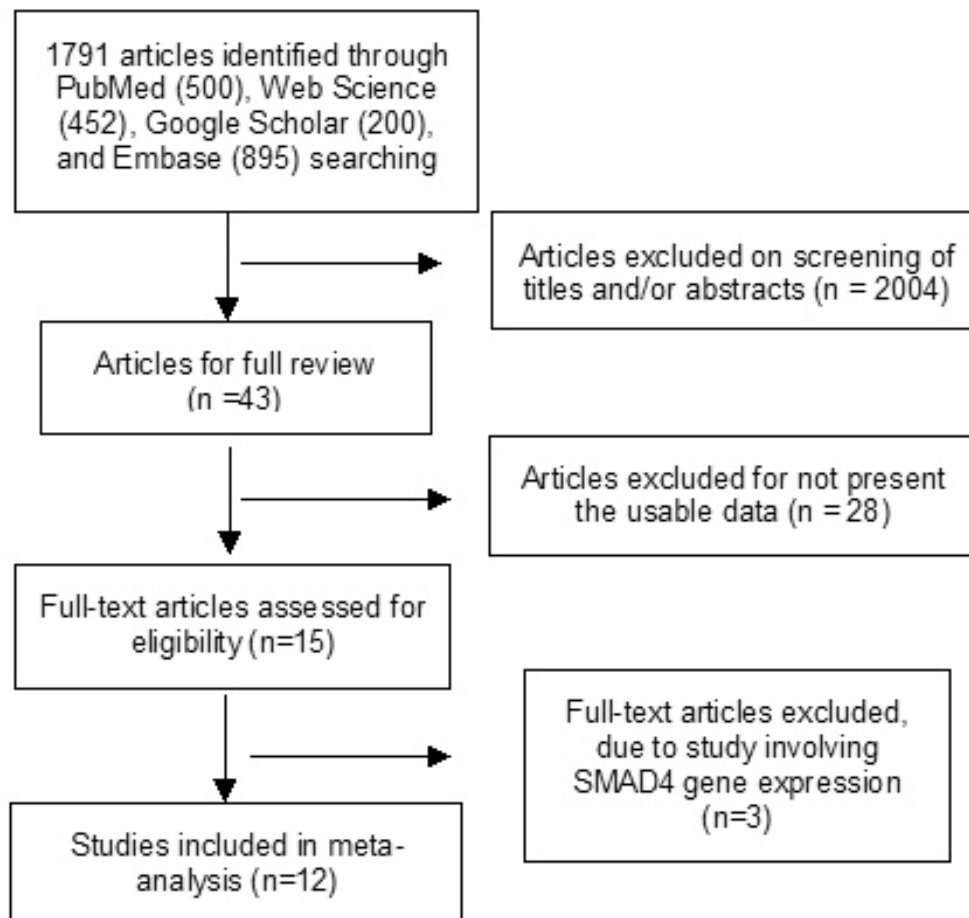 1791 articles identified through
PubMed (500), Web Science
(452), Google Scholar (200),
and Embase (895) searching
Articles excluded on screening of
titles and/or abstracts (n = 2004)
Articles for full review
(n =43)
Articles excluded for not present
the usable data (n = 28)
Full-text articles assessed for
eligibility (n=15)
Full-text articles excluded,
due to study involving
SMAD4 gene expression
(n=3)
Studies included in meta-
analysis (n=12)